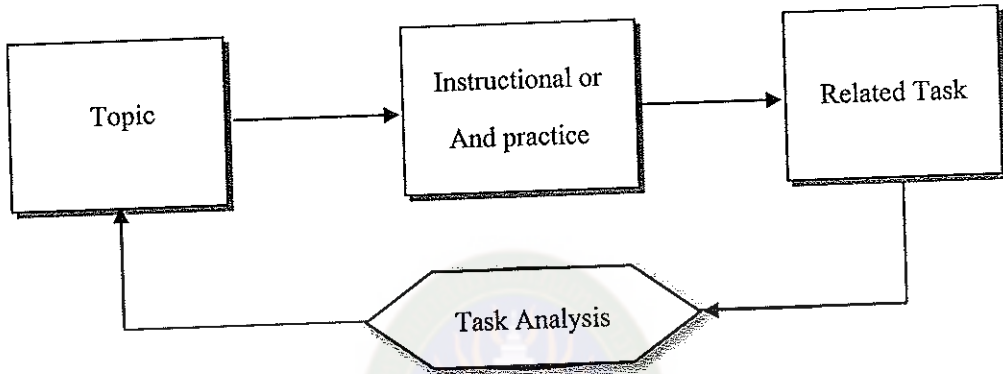 Topic
Instructional or
And practice
Related Task
Task Analysis